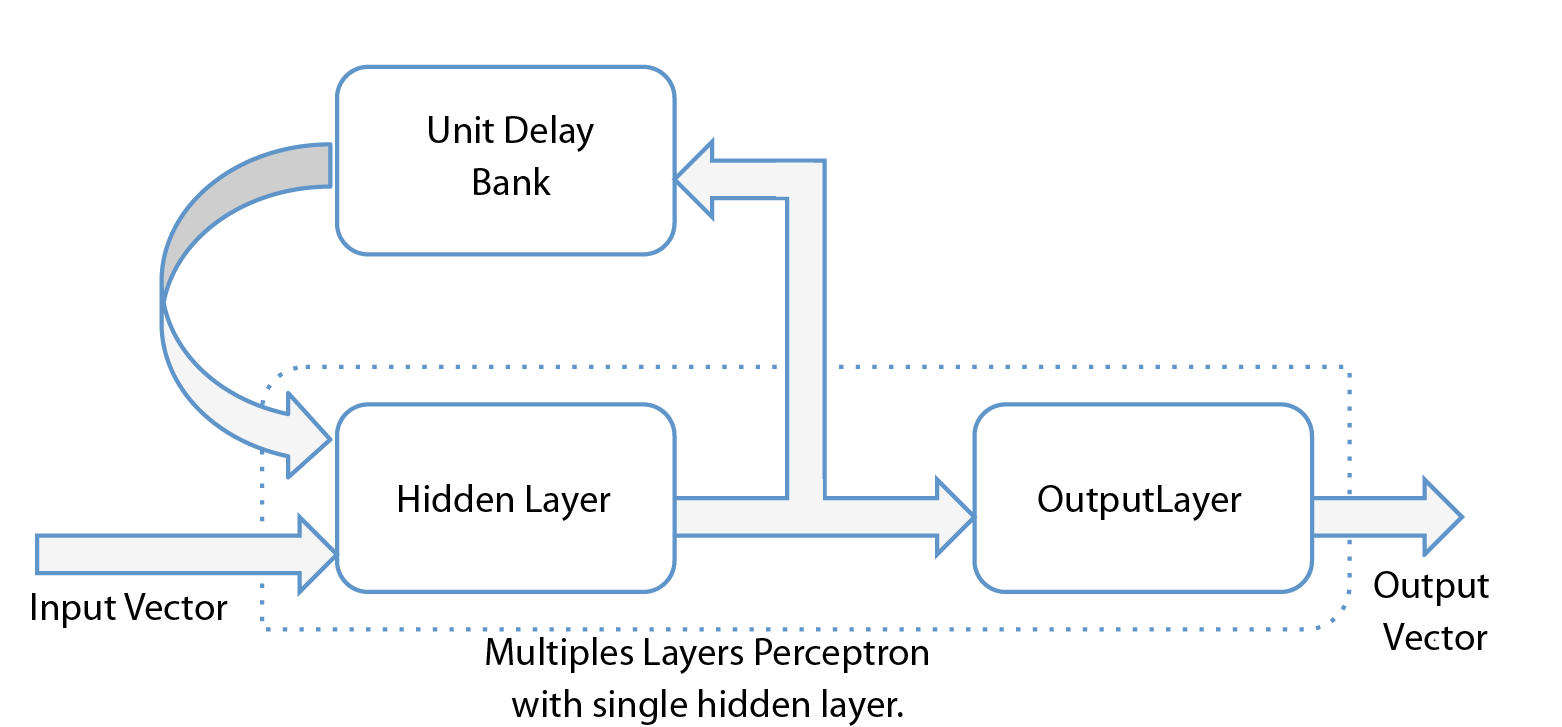 Unit Delay
Bank
Hidden Layer
OutputLayer
Input Vector
Output
Vector
Multiples Layers Perceptron
with single hidden layer.